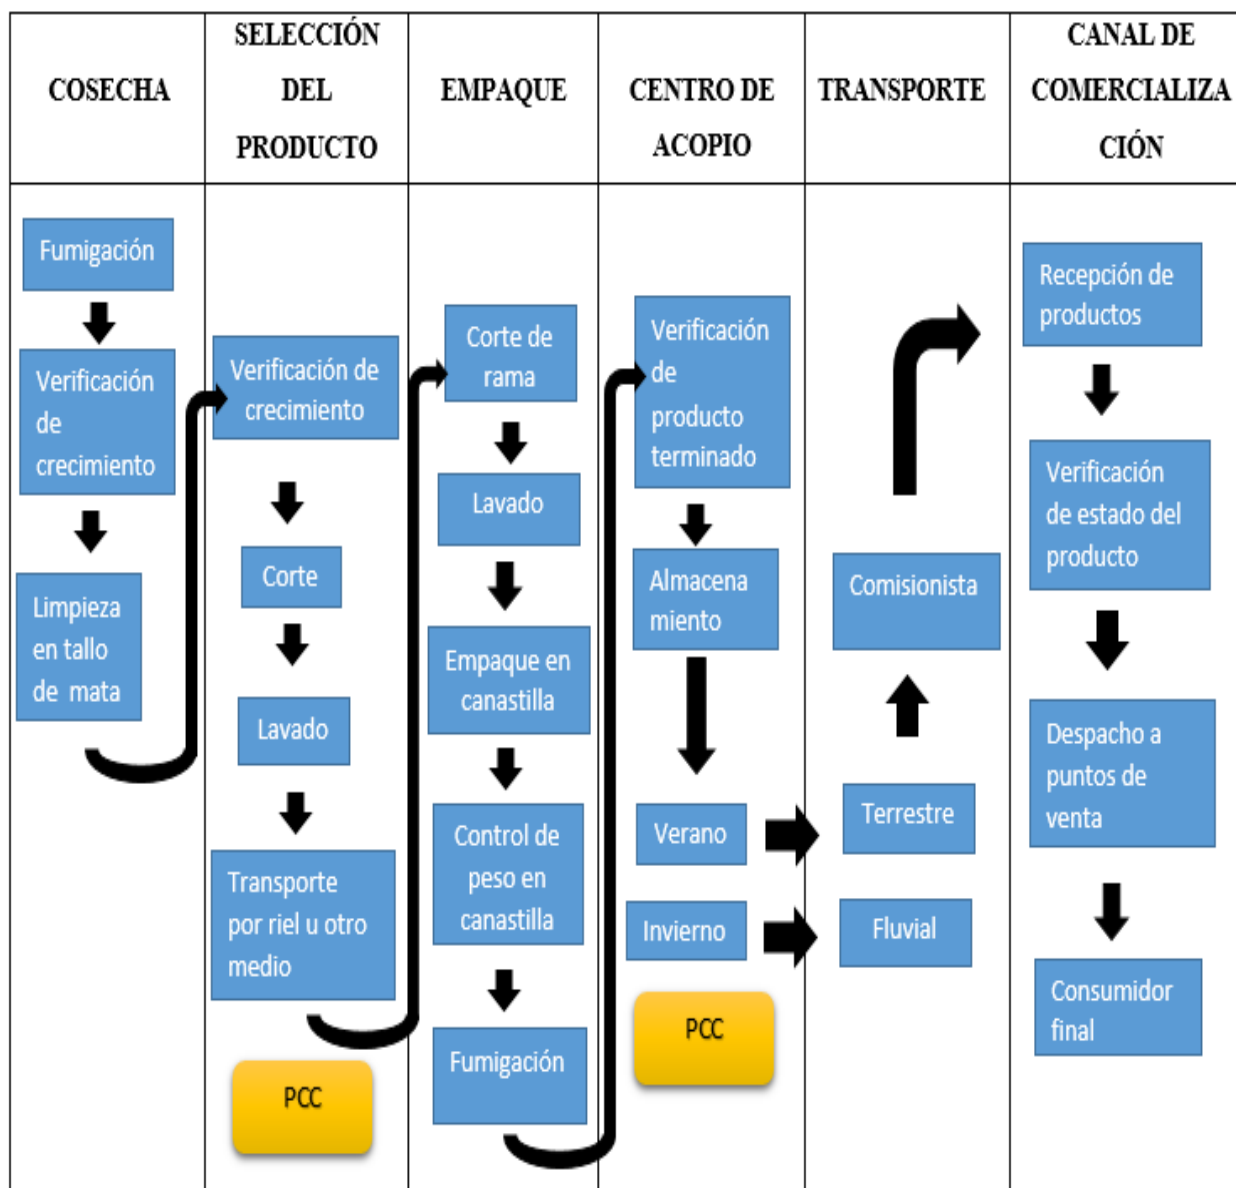 COSECHA
SELECCIÓN
DEL
PRODUCTO
EMPAQUE
CENTRO DE
ACOPIO
TRANSPORTE
CANAL DE
COMERCIALIZA
CIÓN
Fumigación
Verificación
de
crecimiento
Limpieza
en tallo
de mata
Verificación de
crecimiento
Corte
Lavado
Transporte
por riel u otro
medio
PCC
Corte de
rama
Lavado
Empaque en
canastilla
Control de
peso en
canastilla
Fumigación
Verificación
de
producto
terminado
Almacena
miento
Verano
Invierno
PCC
Comisionista
Terrestre
Fluvial
Recepción de
productos
Verificación
de estado del
producto
Despacho a
puntos de
venta
Consumidor
final